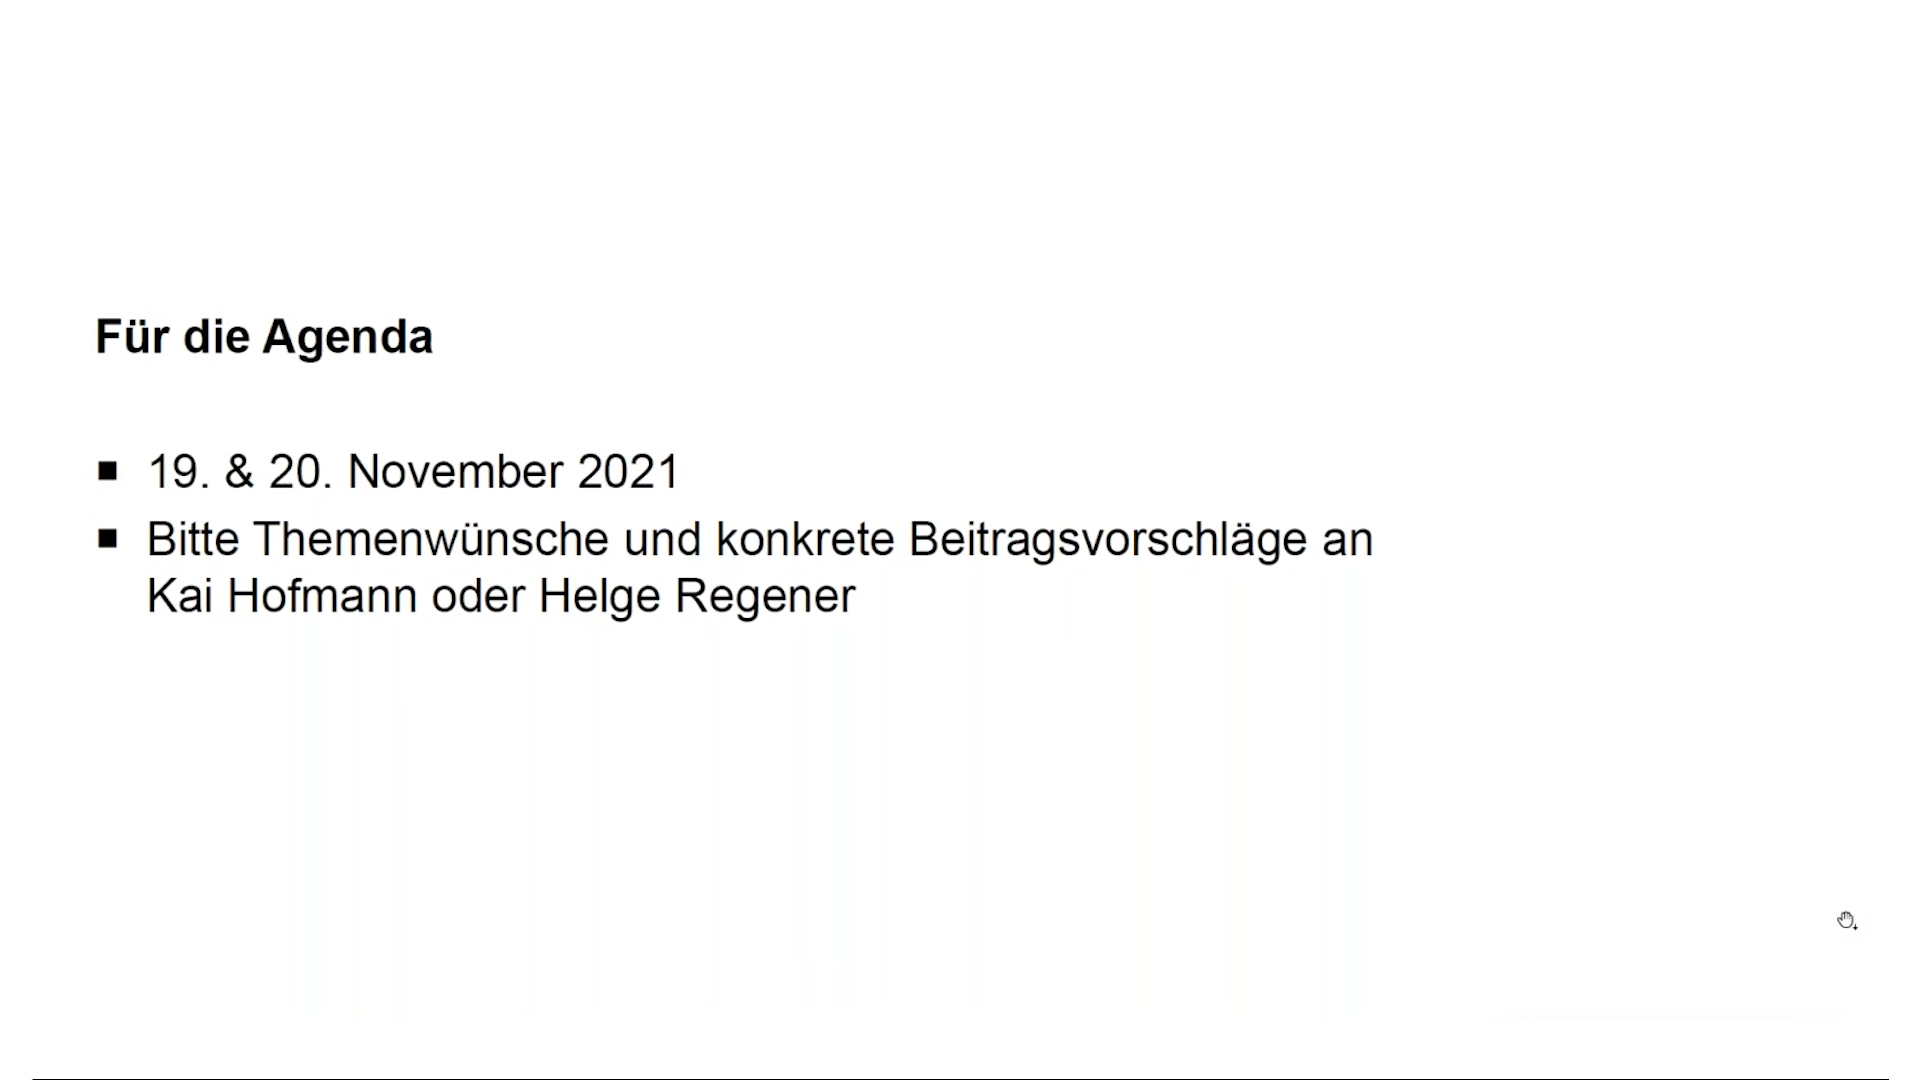 Für die Agenda
19. & 20. November 2021
Bitte Themenwünsche und konkrete Beitragsvorschläge an
Kai Hofmann oder Helge Regener